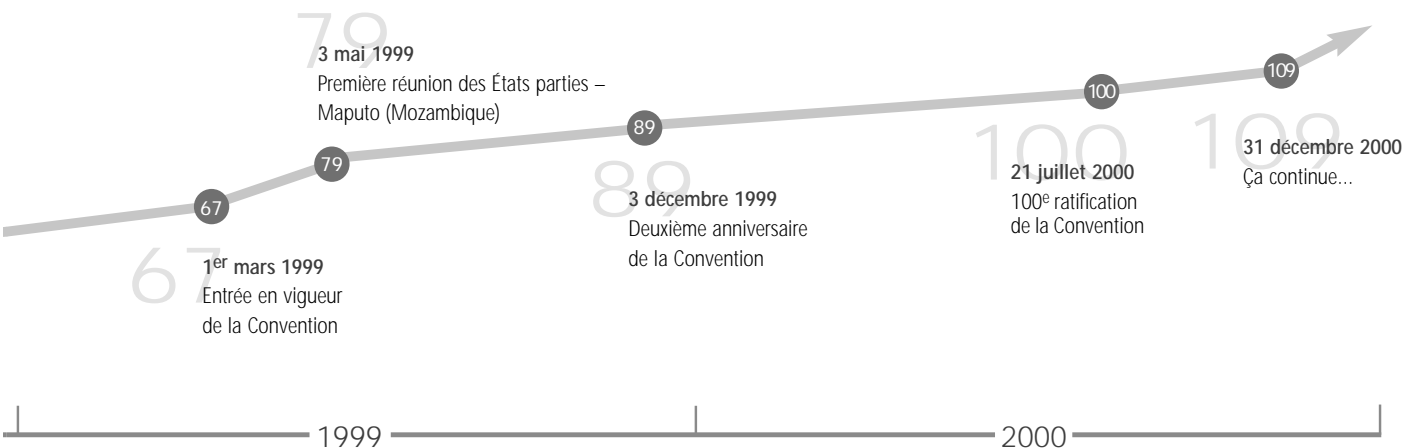 79
3 mai 1999
Première réunion des États parties –
Maputo (Mozambique)
79
67
67
1er mars 1999
Entrée en vigueur
de la Convention
89
89
3 décembre 1999
Deuxième anniversaire
de la Convention
100
100
21 juillet 2000
100e ratification
de la Convention
109
109
31 décembre 2000
Ça continue...
1999
2000